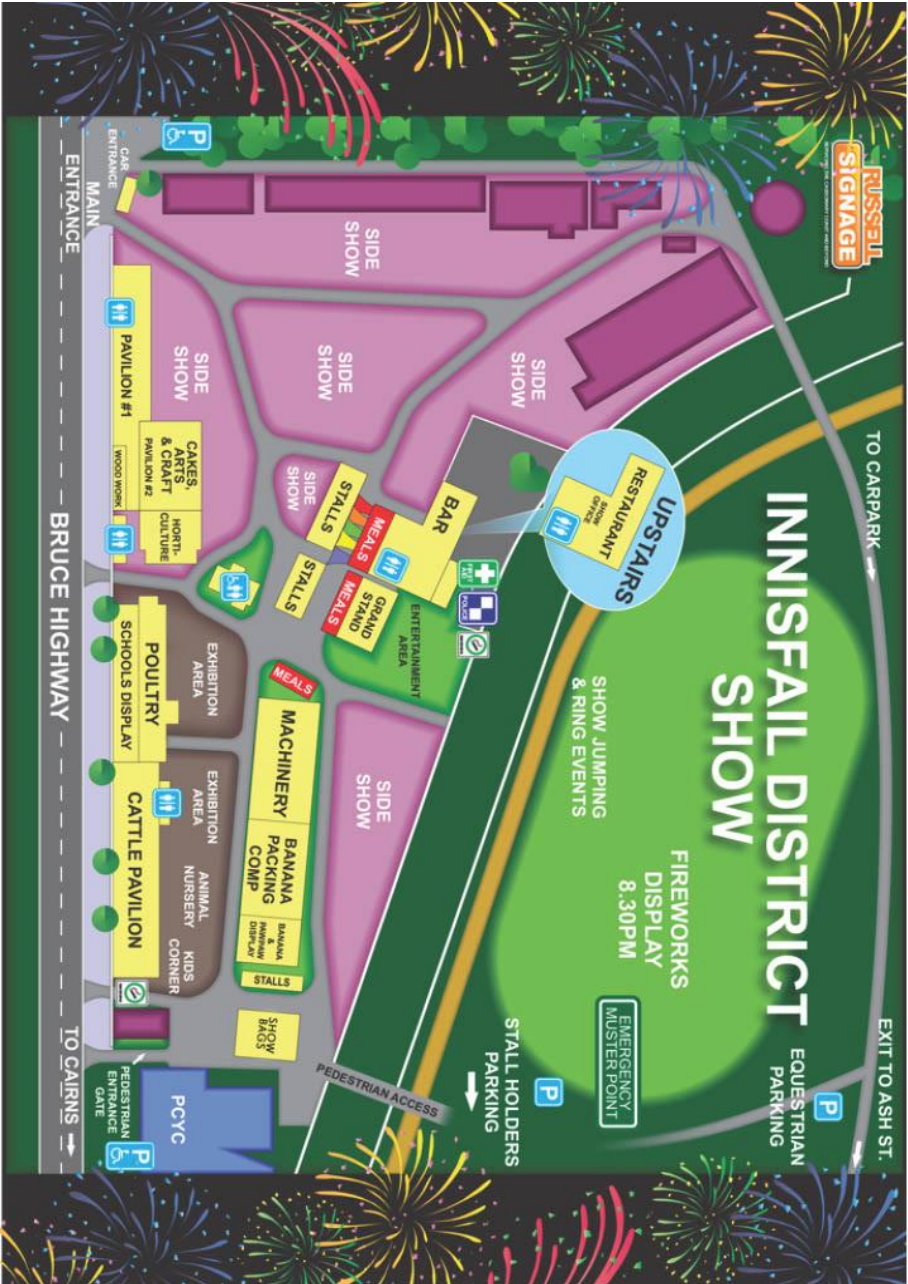 RUSSELL
SIGNAGE
TO CARPARK
EXIT TO ASH ST.
INNISFAIL DISTRICT
SHOW
EQUESTRIAN
PARKING
P
UPSTAIRS
RESTAURANT
SHOW
OFFICE
SHOW JUMPING
& RING EVENTS
FIREWORKS
DISPLAY
8.30PM
EMERGENCY
MUSTER POINT
P
STALL HOLDERS
PARKING
PEDESTRIAN ACCESS
SIDE
SHOW
SIDE
SHOW
SIDE
SHOW
SIDE
SHOW
SIDE
SHOW
SIDE
SHOW
BAR
FIRST
AID
POLICE
ENTERTAINMENT
AREA
GRAND
STAND
MEALS
MEALS
STALLS
STALLS
MEALS
MACHINERY
BANANA
PACKING
COMP
BANANA
&
PAWPAW
DISPLAY
STALLS
SHOW
BAGS
CAKES,
ARTS
& CRAFT
PAVILION #2
HORTI-
CULTURE
PAVILION #1
WOOD WORK
EXHIBITION
AREA
EXHIBITION
AREA
ANIMAL
NURSERY
KIDS
CORNER
POULTRY
SCHOOLS DISPLAY
CATTLE PAVILION
PCYC
P
CAR
ENTRANCE
MAIN
ENTRANCE
PEDESTRIAN
ENTRANCE
GATE
P
BRUCE HIGHWAY
TO CAIRNS